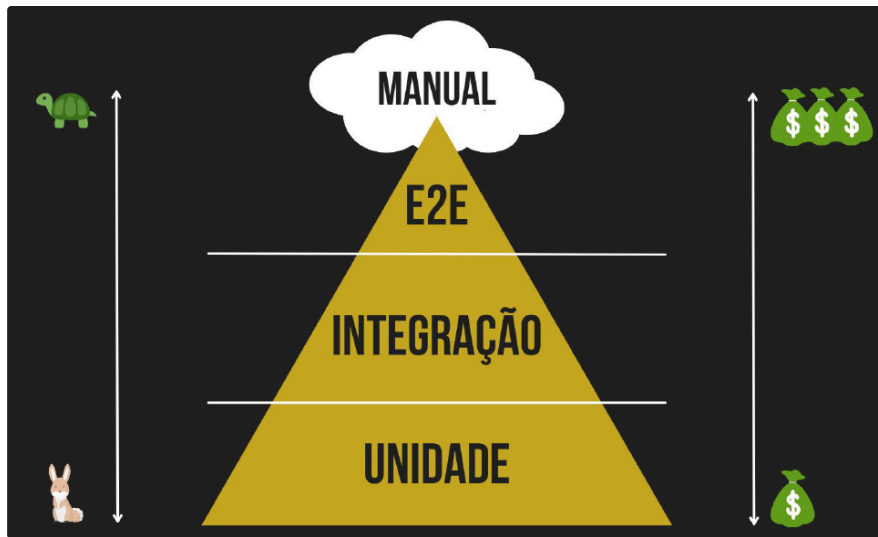 MANUAL
E2E
INTEGRAÇÃO
UNIDADE
$ $ $
$